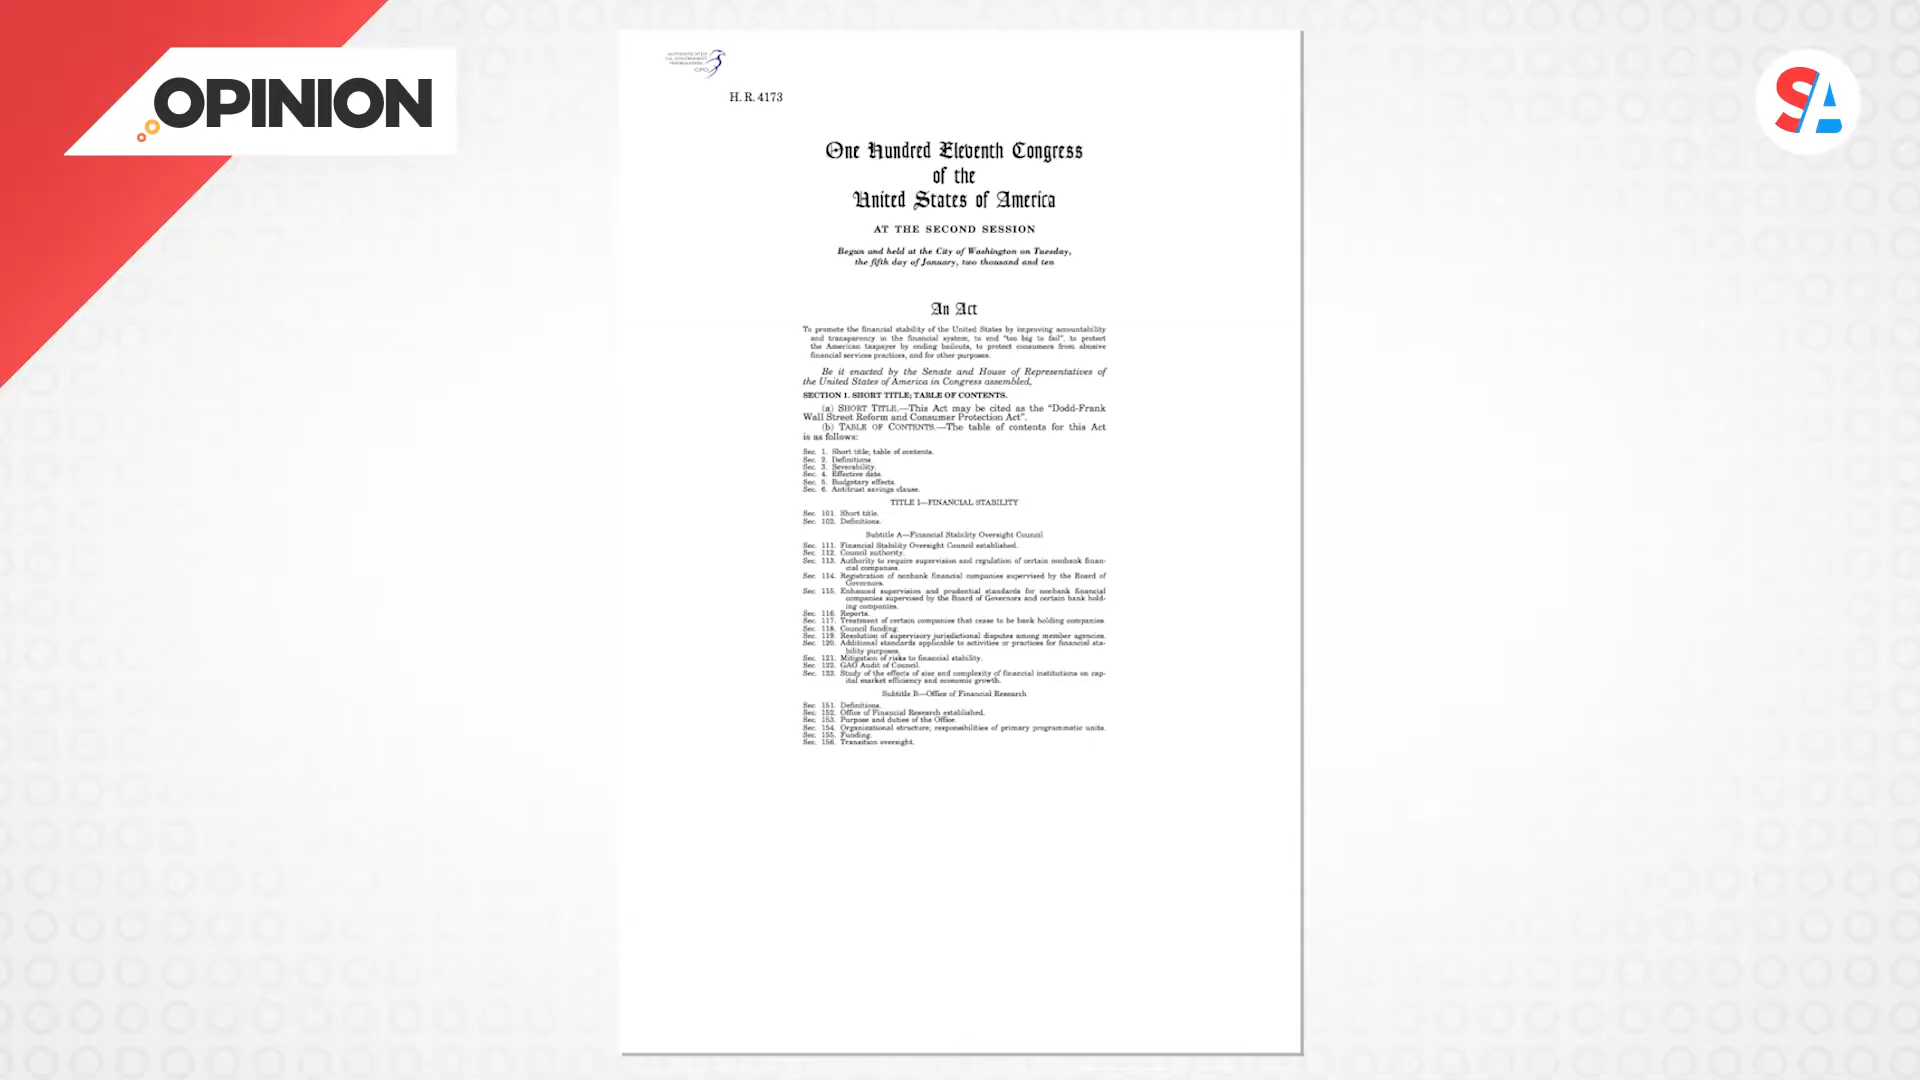 OPINION
SA
AUTHENTICATED
U.S. GOVERNMENT
INFORMATION
GPO
H. R. 4173
One Hundred Eleventh Congress
of the
United States of America
AT THE SECOND SESSION
Begun and held at the City of Washington on Tuesday,
the fifth day of January, two thousand and ten
An Act
To promote the financial stability of the United States by improving accountability
and transparency in the financial system, to end “too big to fail”, to protect
the American taxpayer by ending bailouts, to protect consumers from abusive
financial services practices, and for other purposes.
Be it enacted by the Senate and House of Representatives of
the United States of America in Congress assembled,
SECTION 1. SHORT TITLE; TABLE OF CONTENTS.
(a) SHORT TITLE.—This Act may be cited as the “Dodd-Frank
Wall Street Reform and Consumer Protection Act”.
(b) TABLE OF CONTENTS.—The table of contents for this Act
is as follows:
Sec. 1. Short title; table of contents.
Sec. 2. Definitions.
Sec. 3. Severability.
Sec. 4. Effective date.
Sec. 5. Budgetary effects.
Sec. 6. Antitrust savings clause.
TITLE I—FINANCIAL STABILITY
Sec. 101. Short title.
Sec. 102. Definitions.
Subtitle A—Financial Stability Oversight Council
Sec. 111. Financial Stability Oversight Council established.
Sec. 112. Council authority.
Sec. 113. Authority to require supervision and regulation of certain nonbank finan-
cial companies.
Sec. 114. Registration of nonbank financial companies supervised by the Board of
Governors.
Sec. 115. Enhanced supervision and prudential standards for nonbank financial
companies supervised by the Board of Governors and certain bank hold-
ing companies.
Sec. 116. Reports.
Sec. 117. Treatment of certain companies that cease to be bank holding companies.
Sec. 118. Council funding.
Sec. 119. Resolution of supervisory jurisdictional disputes among member agencies.
Sec. 120. Additional standards applicable to activities or practices for financial sta-
bility purposes.
Sec. 121. Mitigation of risks to financial stability.
Sec. 122. GAO Audit of Council.
Sec. 123. Study of the effects of size and complexity of financial institutions on cap-
ital market efficiency and economic growth.
Subtitle B—Office of Financial Research
Sec. 151. Definitions.
Sec. 152. Office of Financial Research established.
Sec. 153. Purpose and duties of the Office.
Sec. 154. Organizational structure; responsibilities of primary programmatic units.
Sec. 155. Funding.
Sec. 156. Transition oversight.